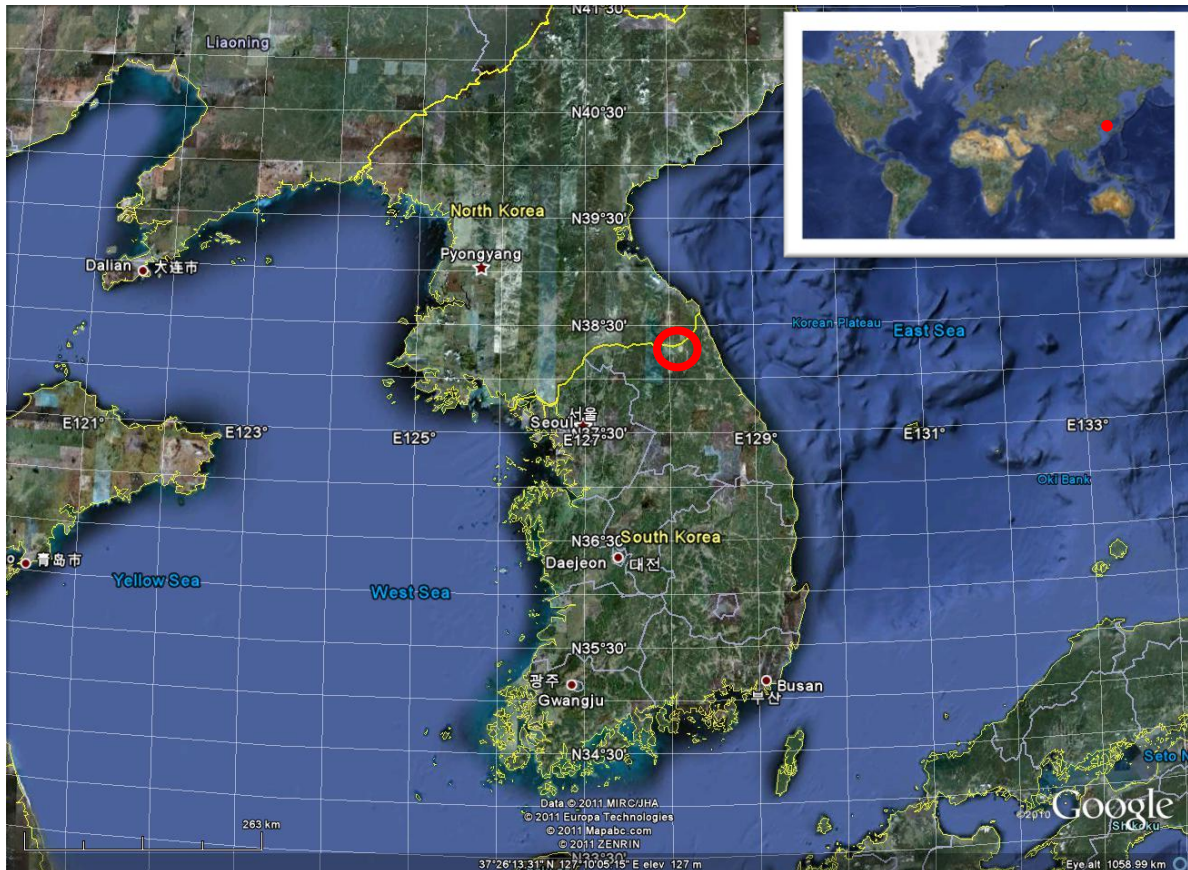 N41°30'
Liaoning
N40°30'
North Korea
N39°30'
Pyongyang
Dalian 大连市
N38°30'
Korean Plateau
East Sea
서울
Seoul
E121°
E123°
E125°
E127°
N37°30'
E129°
E131°
E133°
Oki Bank
N36°30'
South Korea
Daejeon 대전
青岛市
Yellow Sea
West Sea
N35°30'
광주
Gwangju
Busan
부산
N34°30'
Seto N
Data © 2011 MIRC/JHA
© 2011 Europa Technologies
© 2011 Mapabc.com
© 2011 ZENRIN
©2010 Google
Shikoku
263 km
N33°30'
37°26'13.31" N 127°10'05.15" E elev 127 m
Eye alt 1058.99 km